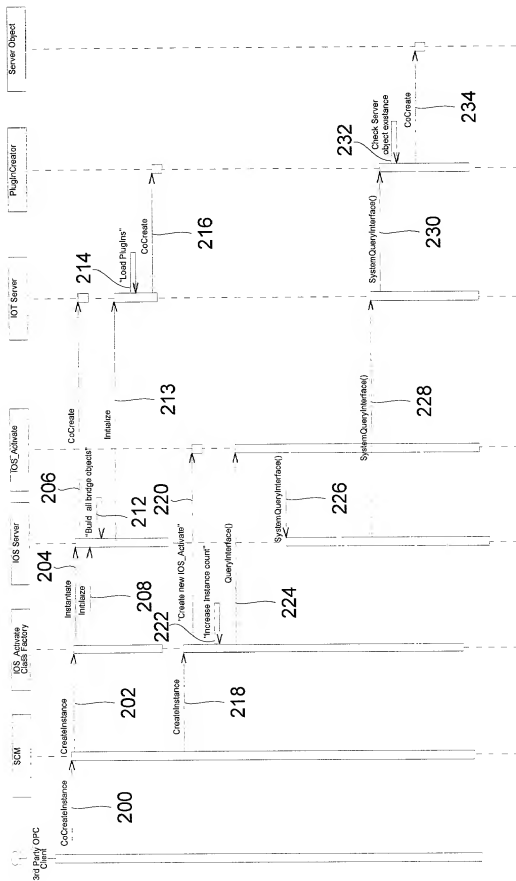 3rd Party OPC
Client
SCM
IOS_Activate
Class Factory
IOS Server
IOS_Activate
IOT Server
PlugInCreator
Server Object
CoCreateInstance
200
ICreateInstance
202
Instantiate
204
Initilaize
208
CoCreate
206
"Build all bridge objects"
212
Initialize
213
"Load PlugIns"
214
CoCreate
216
CreateInstance
218
"Create new IOS_Activate"
220
"Increase Instance count"
222
QueryInterface()
224
SystemQueryInterface()
226
SystemQueryInterface()
228
SystemQueryInterface()
230
Check Server
object existance
232
CoCreate
234